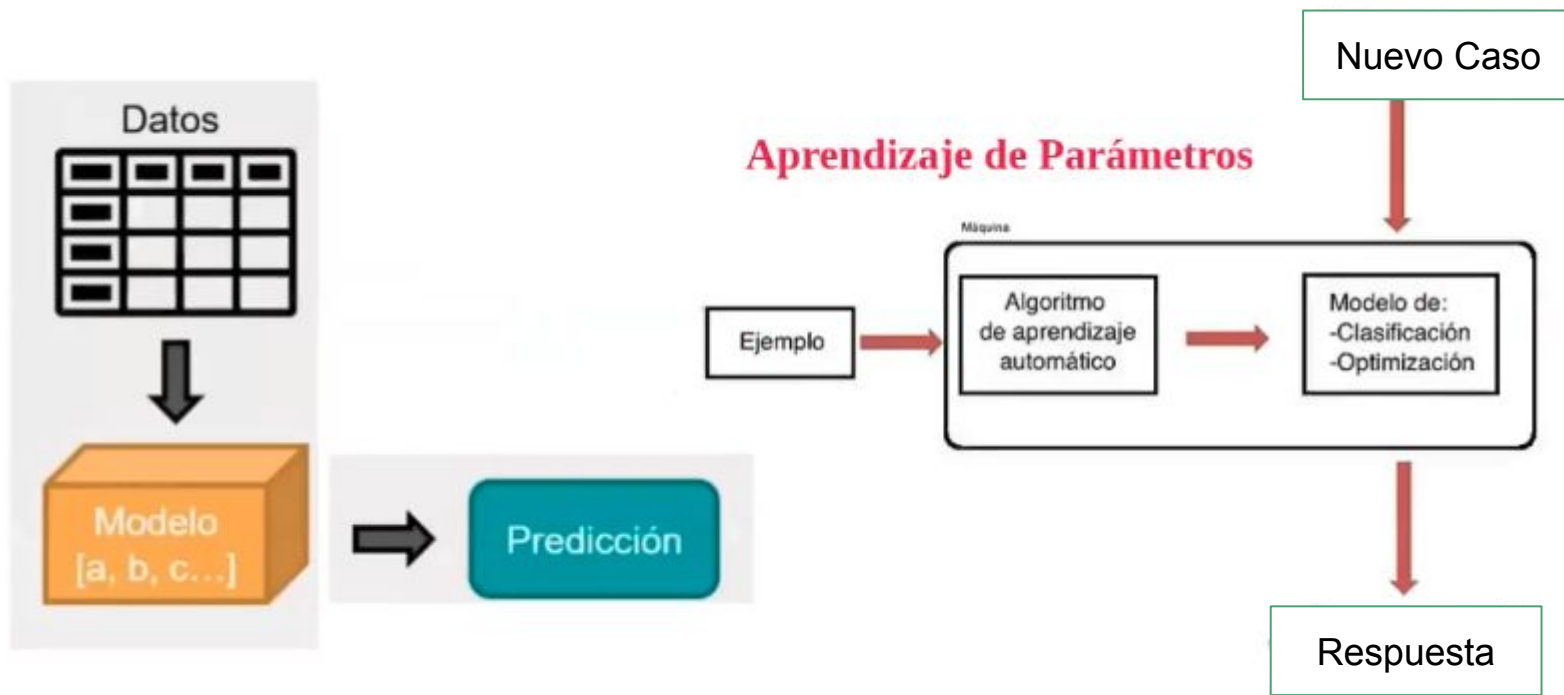 Datos
Modelo
[a, b, c...]
Predicción
Aprendizaje de Parámetros
Nuevo Caso
Máquina
Ejemplo
Algoritmo
de aprendizaje
automático
Modelo de:
-Clasificación
-Optimización
Respuesta